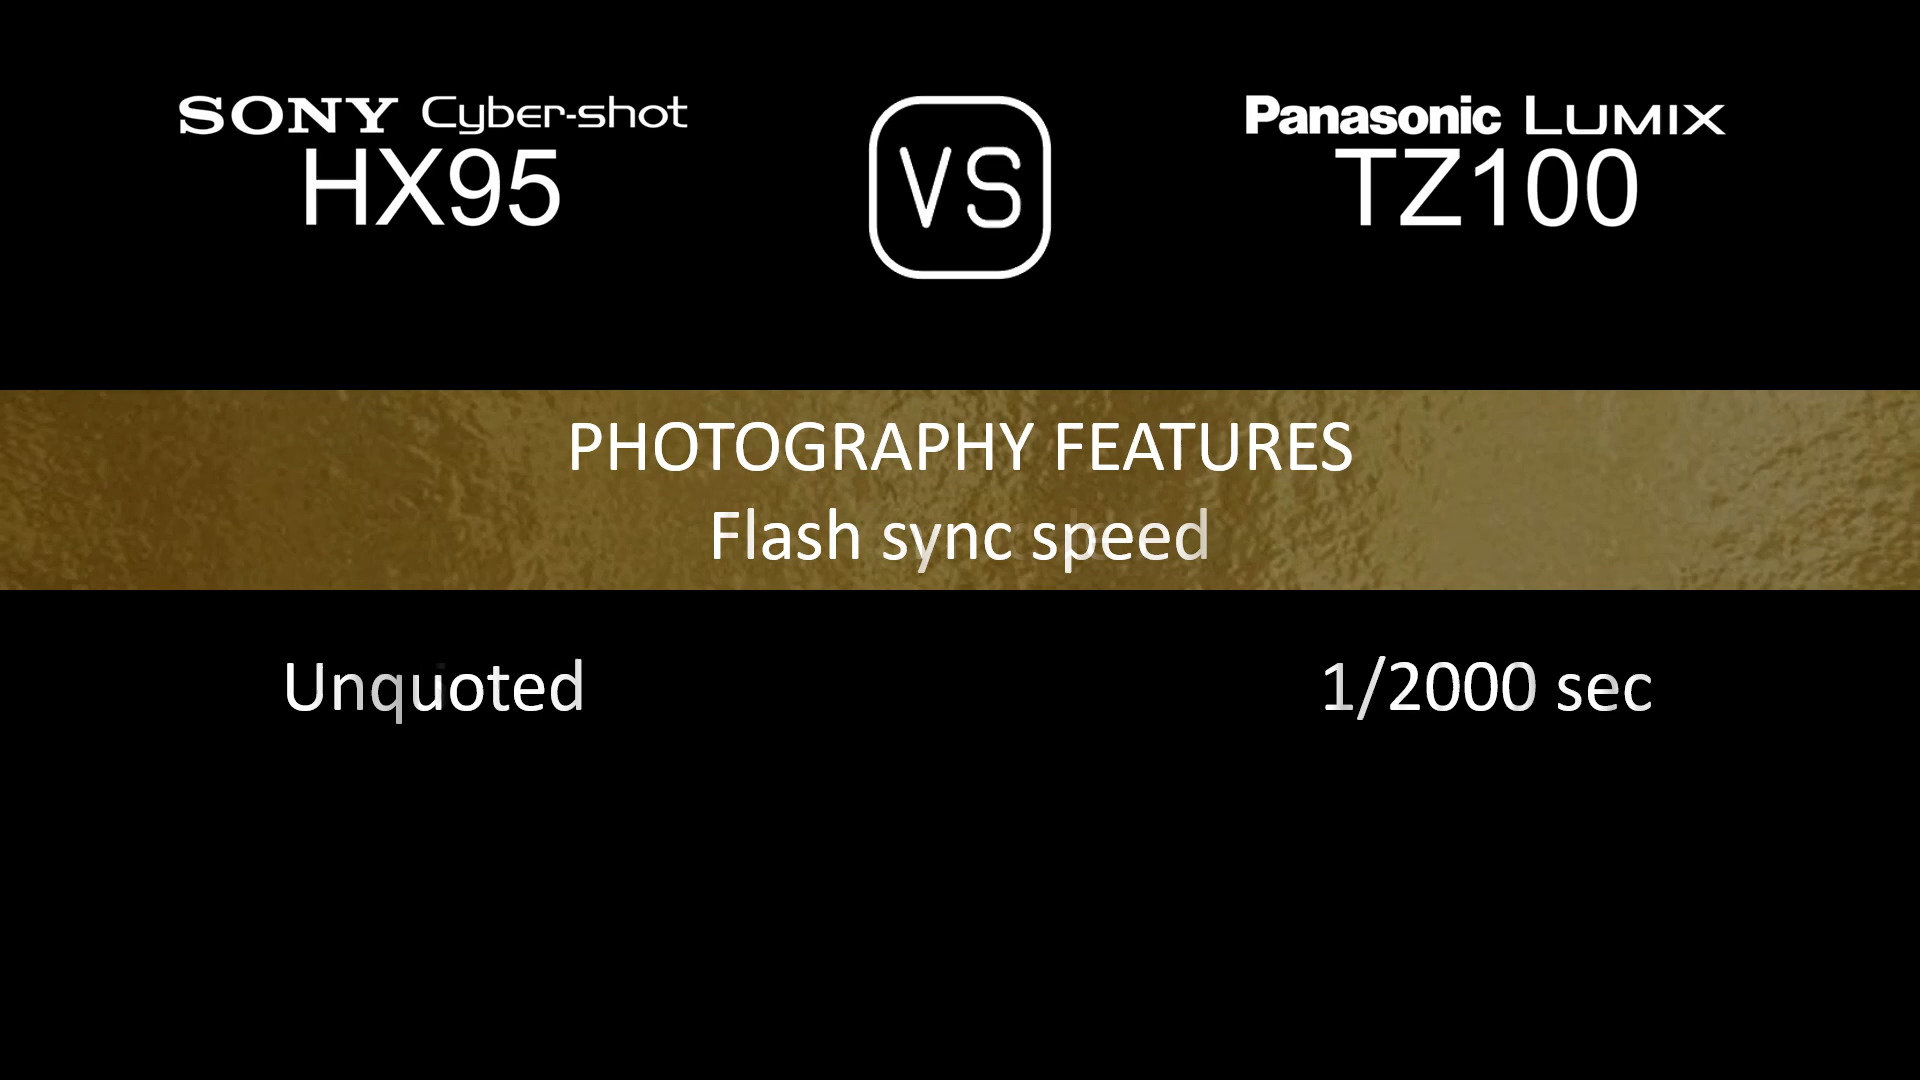 SONY Cyber-shot
HX95
VS
Panasonic LUMIX
TZ100
PHOTOGRAPHY FEATURES
Flash sync speed
Unquoted
1/2000 sec